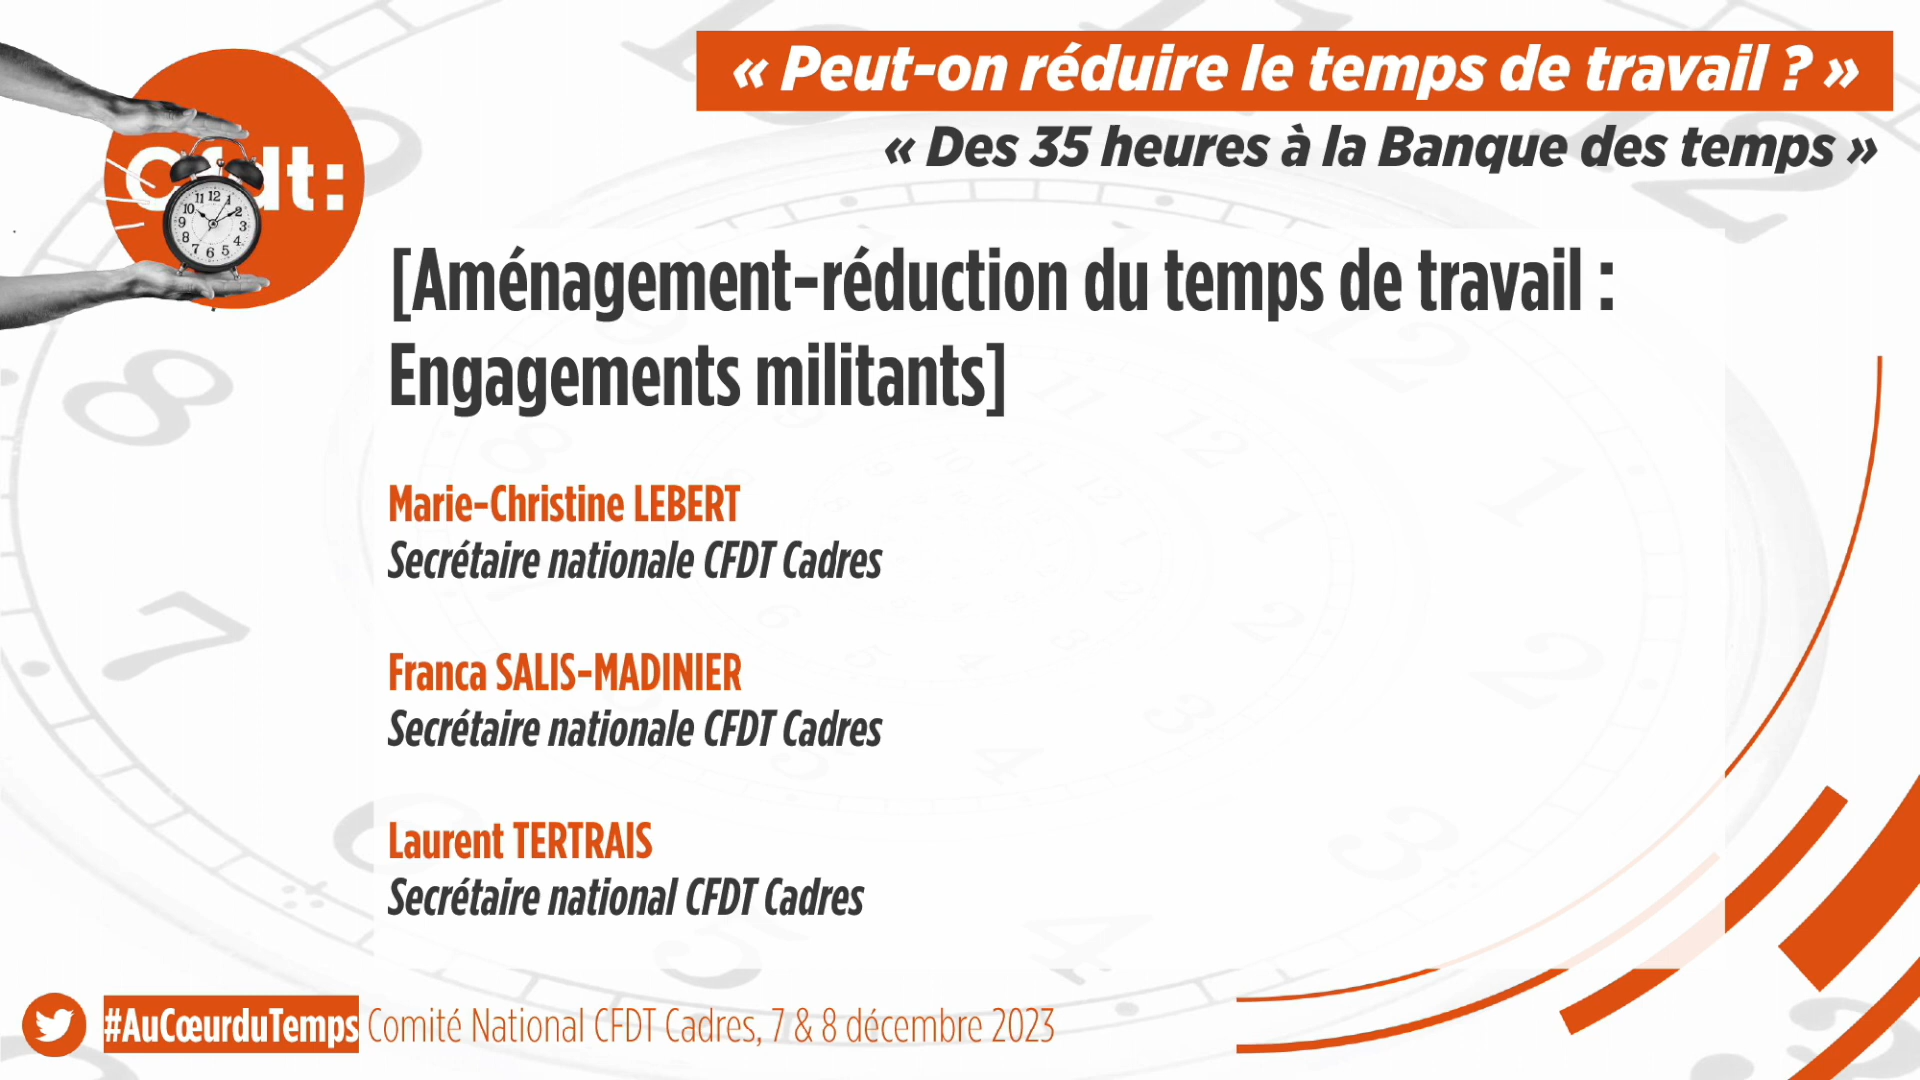 « Peut-on réduire le temps de travail ? »
« Des 35 heures à la Banque des temps »
Cfdt:
[Aménagement-réduction du temps de travail :
Engagements militants]
Marie-Christine LEBERT
Secrétaire nationale CFDT Cadres
Franca SALIS-MADINIER
Secrétaire nationale CFDT Cadres
Laurent TERTRAIS
Secrétaire national CFDT Cadres
#AuCœurduTemps Comité National CFDT Cadres, 7 & 8 décembre 2023